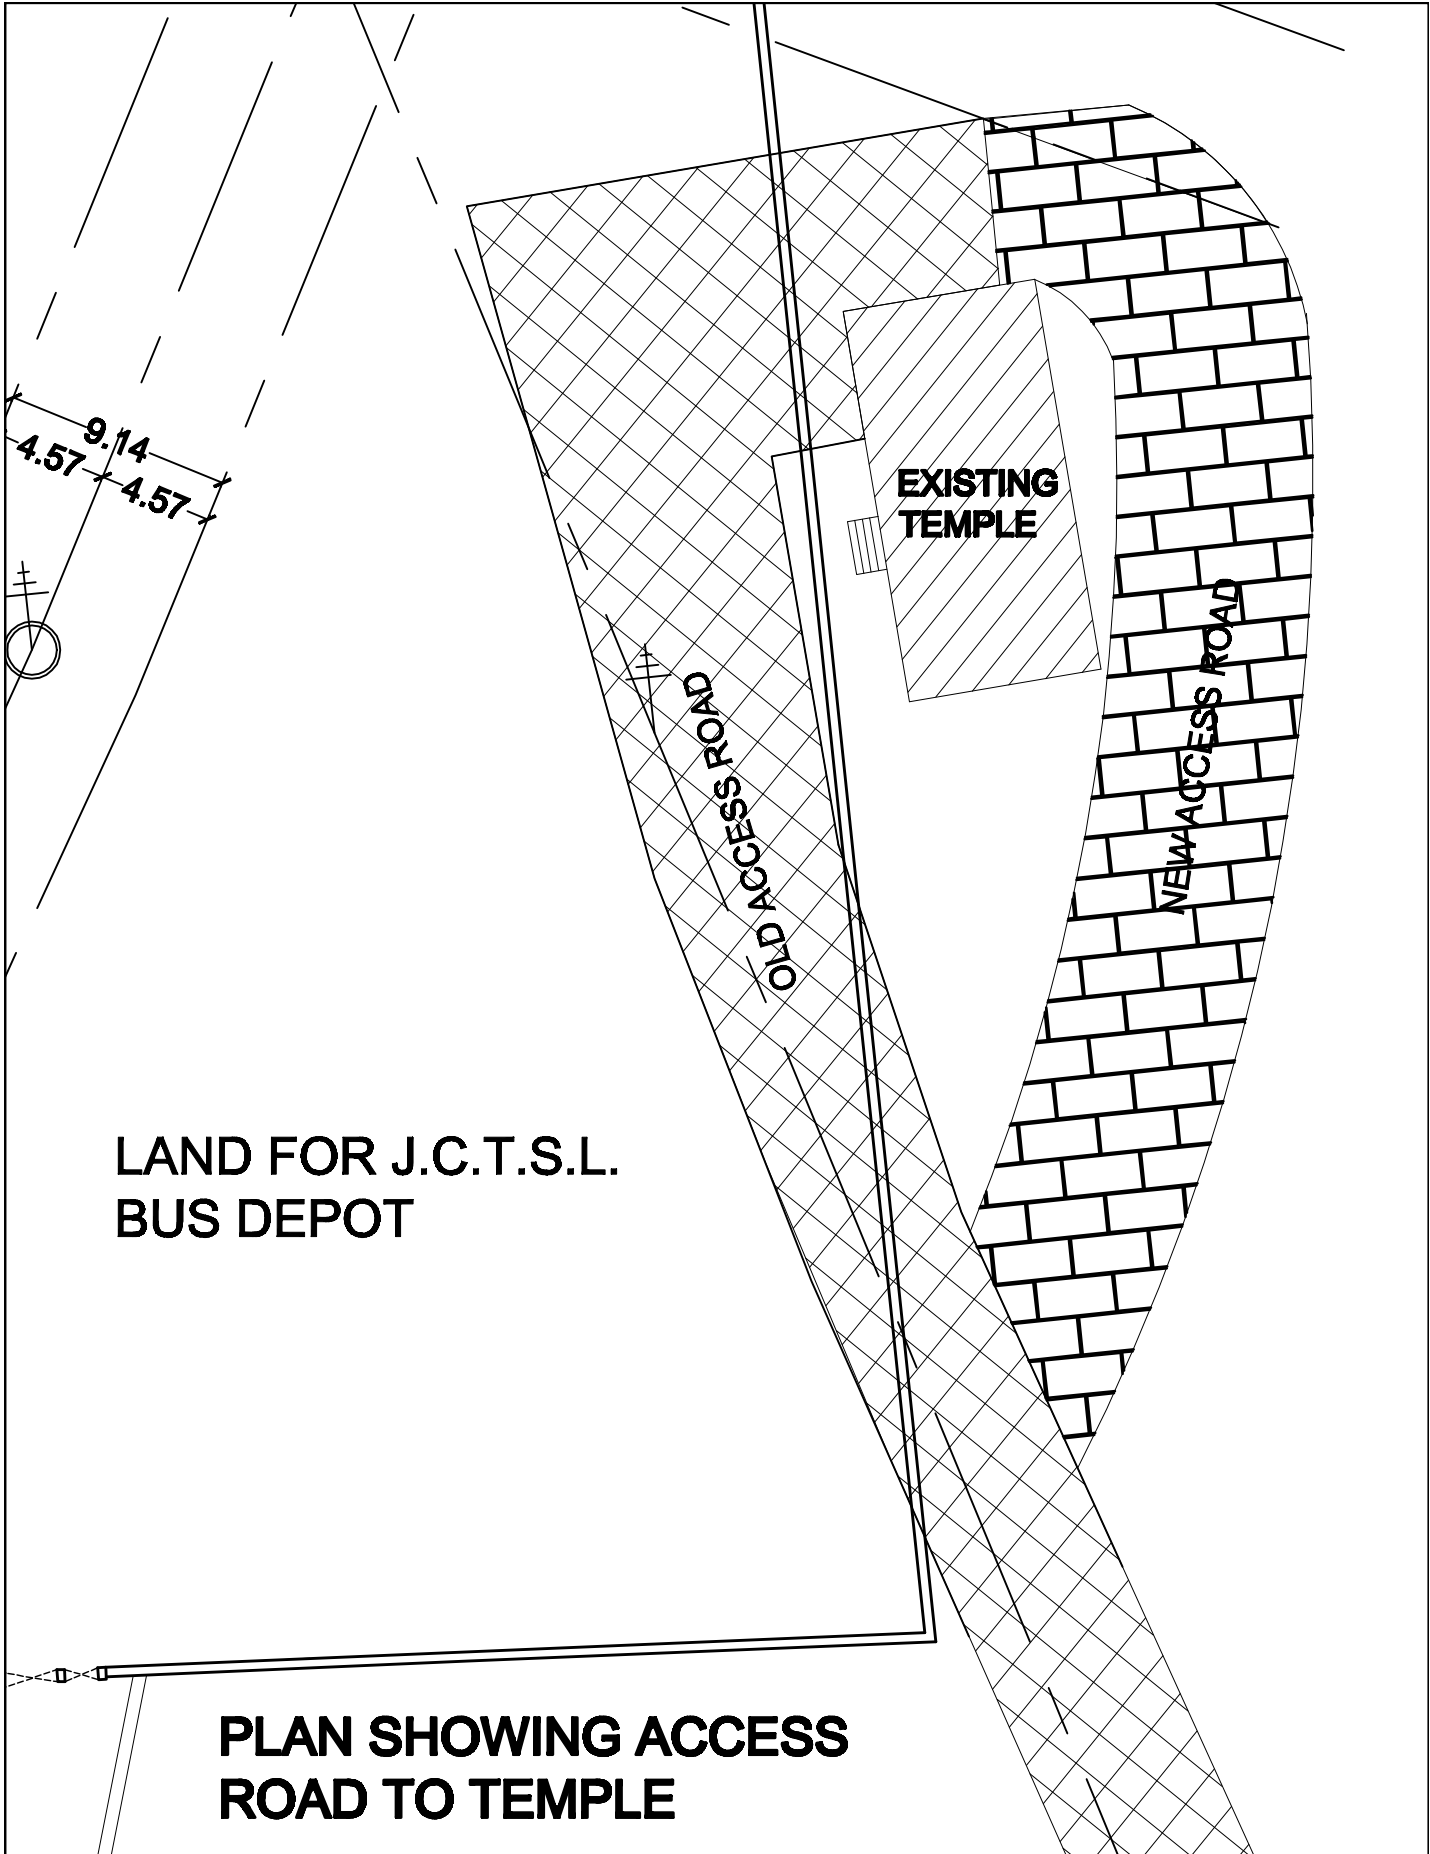 9.14
4.57
4.57
EXISTING
TEMPLE
OLD ACCESS ROAD
NEW ACCESS ROAD
LAND FOR J.C.T.S.L.
BUS DEPOT
PLAN SHOWING ACCESS
ROAD TO TEMPLE